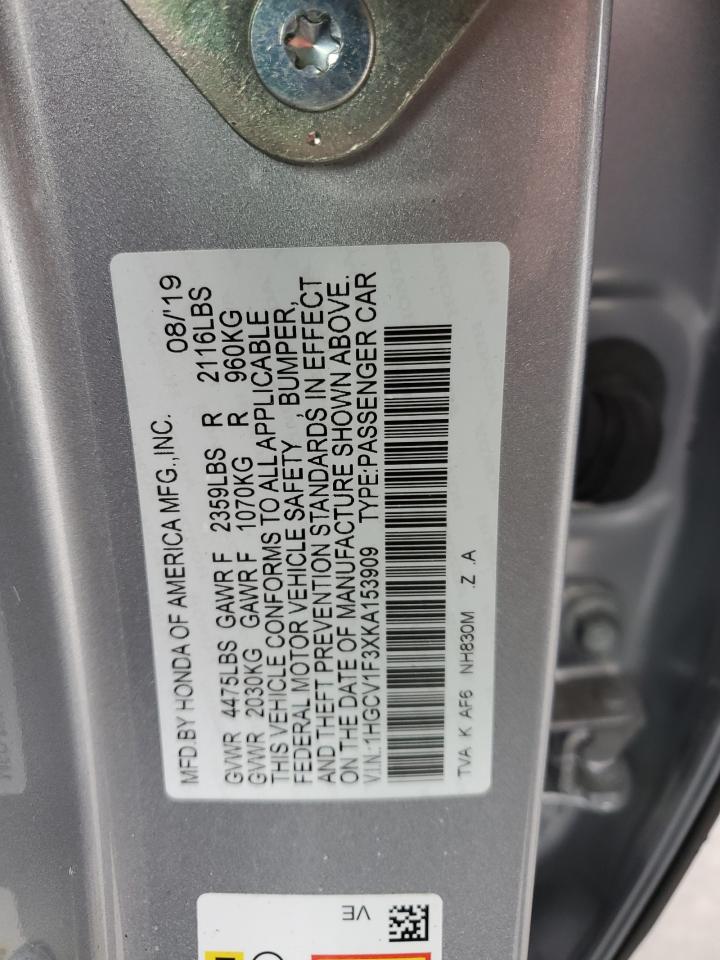 MFD.BY HONDA OF AMERICA MFG.,INC. 08/'19
GVWR 4475LBS GAWR F 2359LBS R 2116LBS
GVWR 2030KG GAWR F 1070KG R 960KG
THIS VEHICLE CONFORMS TO ALL APPLICABLE
FEDERAL MOTOR VEHICLE SAFETY , BUMPER,
AND THEFT PREVENTION STANDARDS IN EFFECT
ON THE DATE OF MANUFACTURE SHOWN ABOVE.
V.I.N.:1HGCV1F3XKA153909 TYPE:PASSENGER CAR
TVA K AF6 NH830M .Z .A
VE